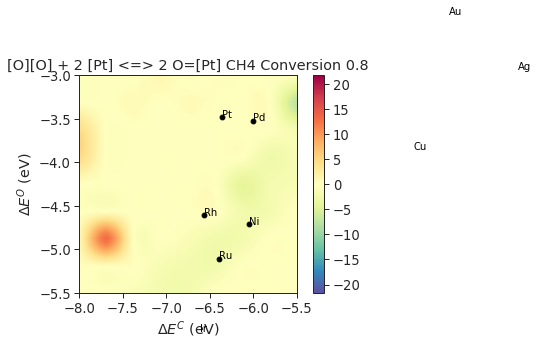 Au
[O][O] + 2 [Pt] <=> 2 O=[Pt] CH4 Conversion 0.8
Ag
−3.0
−3.5
−4.0
−4.5
−5.0
−5.5
ΔE^O (eV)
Pt
Pd
Cu
Rh
Ni
Ru
20
15
10
5
0
−5
−10
−15
−20
−8.0 −7.5 −7.0 −6.5 −6.0 −5.5
ΔE^C (eV)
Ir